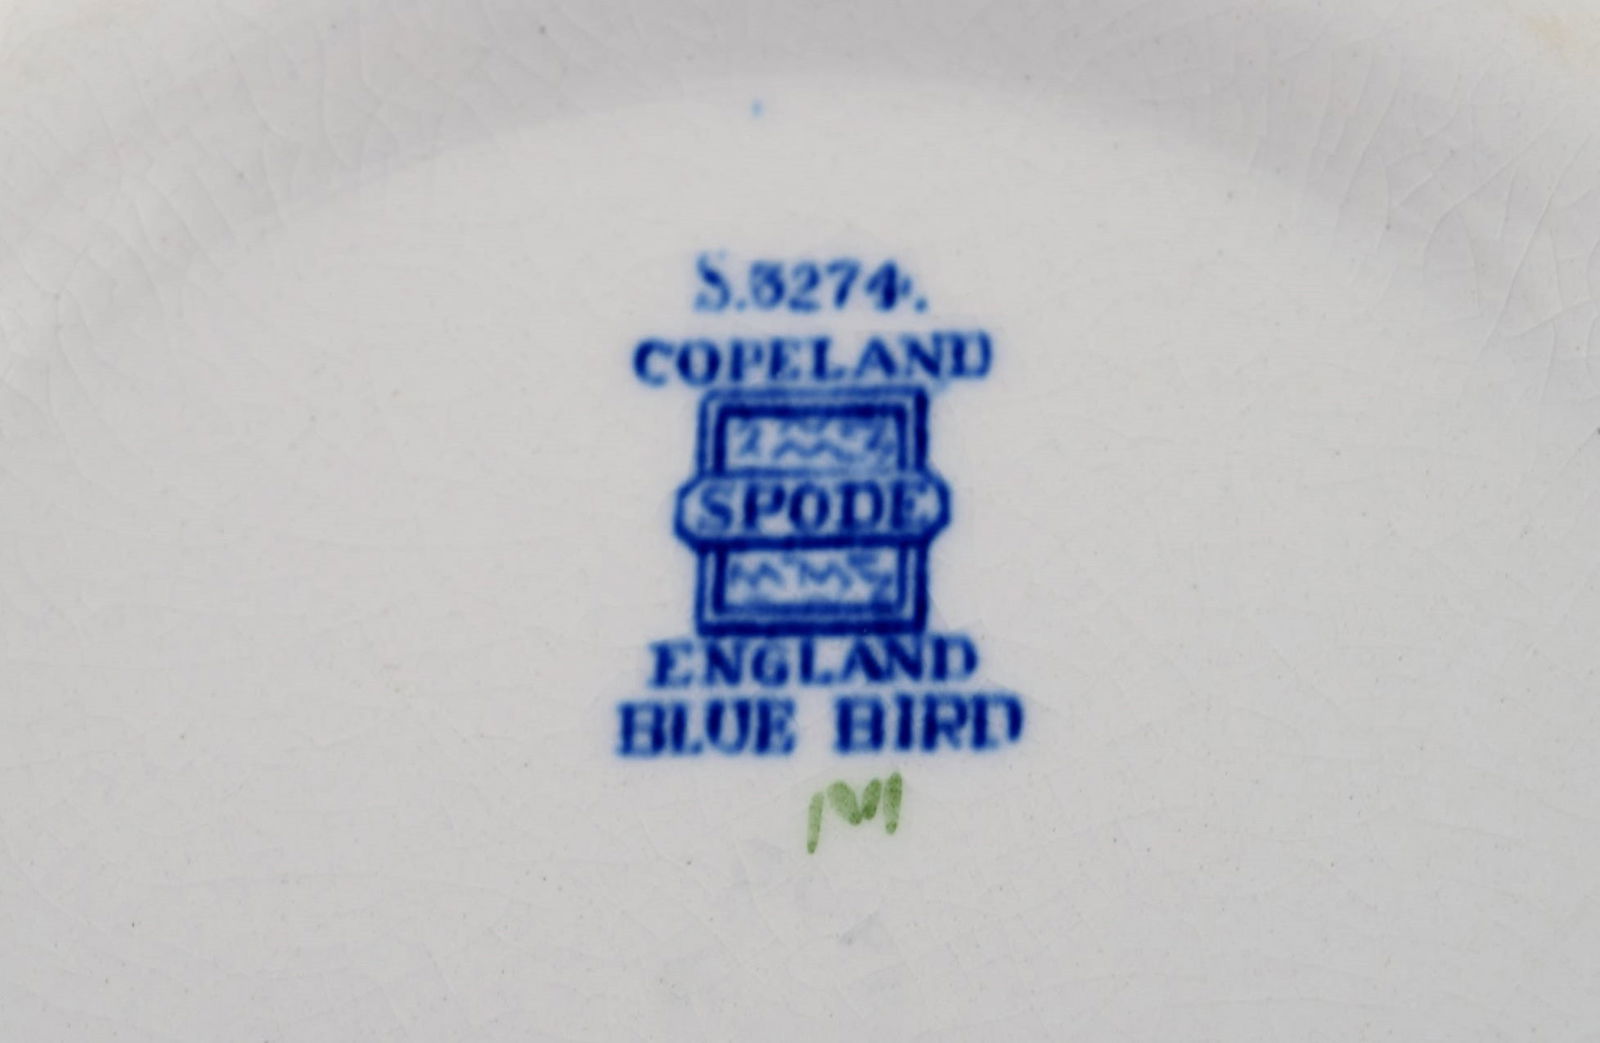 S.3274.
COPELAND
SPODE
ENGLAND
BLUE BIRD
M